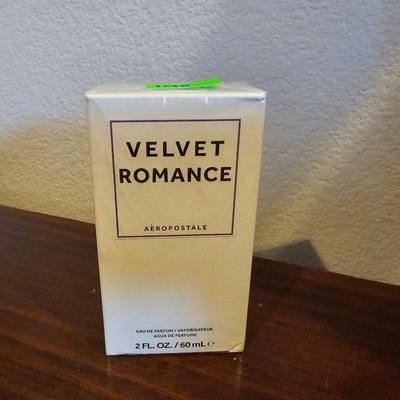 VELVET
ROMANCE
AÉROPOSTALE
EAU DE PARFUM / VAPORISATEUR
AGUA DE PERFUME
2 FL. OZ. / 60 mL ℮